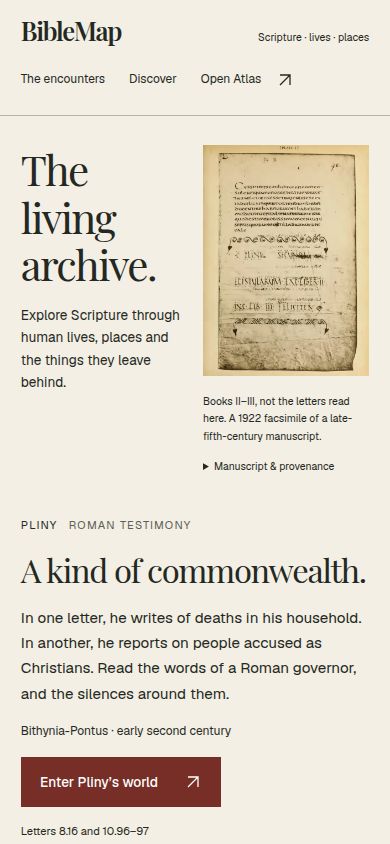 BibleMap
Scripture · lives · places
The encounters
Discover
Open Atlas
The
living
archive.
Explore Scripture through
human lives, places and
the things they leave
behind.
Books II–III, not the letters read
here. A 1922 facsimile of a late-
fifth-century manuscript.
Manuscript & provenance
PLINY ROMAN TESTIMONY
A kind of commonwealth.
In one letter, he writes of deaths in his household.
In another, he reports on people accused as
Christians. Read the words of a Roman governor,
and the silences around them.
Bithynia-Pontus · early second century
Enter Pliny’s world
Letters 8.16 and 10.96–97